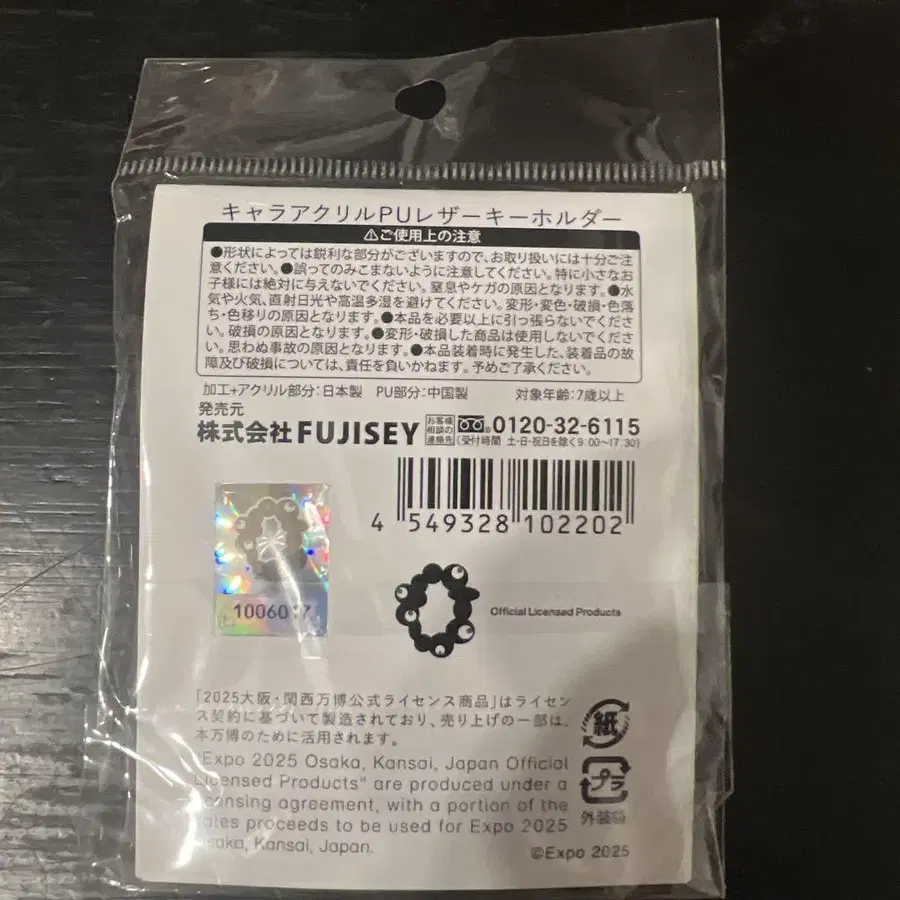 キャラアクリルPUレザーキーホルダー
⚠ご使用上の注意
●形状によっては鋭利な部分がございますので、お取り扱いには十分ご注
意ください。●誤ってのみこまないように注意してください。特に小さなお
子様には絶対に与えないでください。窒息やケガの原因となります。●水
気や火気、直射日光や高温多湿を避けてください。変形・変色・破損・色落
ち・色移りの原因となります。●本品を必要以上に引っ張らないでくださ
い。破損の原因となります。●変形・破損した商品は使用しないでくださ
い。思わぬ事故の原因となります。●本品装着時に発生した、装着品の故
障及び破損については、責任を負いかねます。予めご了承ください。
加工+アクリル部分:日本製 PU部分:中国製 対象年齢:7歳以上
発売元
株式会社FUJISEY
お客様
相談の
連絡先
0120-32-6115
(受付時間 土・日・祝日を除く9:00〜17:30)
4 549328 102202
Official Licensed Products
「2025大阪・関西万博公式ライセンス商品」はライセン
ス契約に基づいて製造されており、売り上げの一部は、
本万博のために活用されます。
"Expo 2025 Osaka, Kansai, Japan Official
Licensed Products" are produced under a
licensing agreement, with a portion of the
sales proceeds to be used for Expo 2025
Osaka, Kansai, Japan.
紙
プラ
外装袋
©Expo 2025